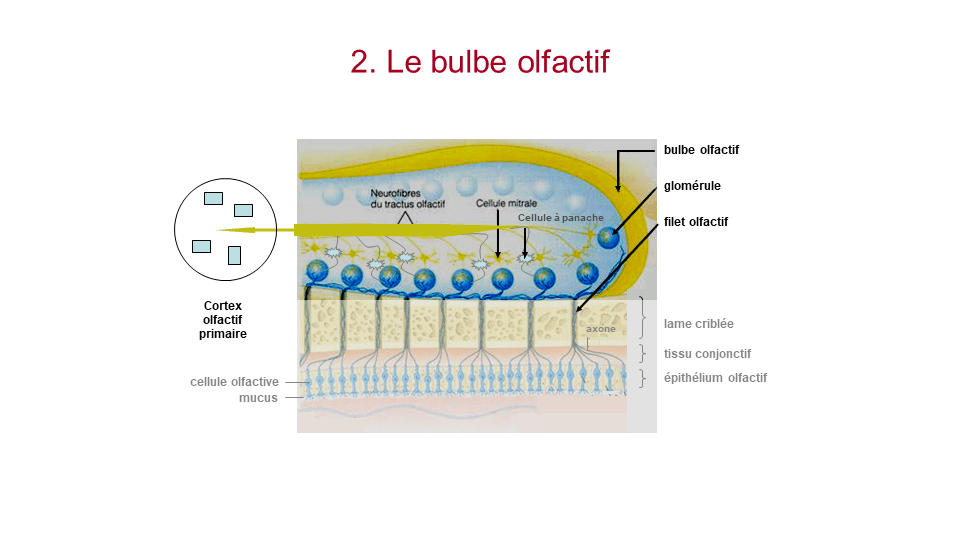 2. Le bulbe olfactif
bulbe olfactif
glomérule
filet olfactif
Neurofibres
du tractus olfactif
Cellule mitrale
Cellule à panache
Cortex
olfactif
primaire
axone
lame criblée
tissu conjonctif
épithélium olfactif
cellule olfactive
mucus